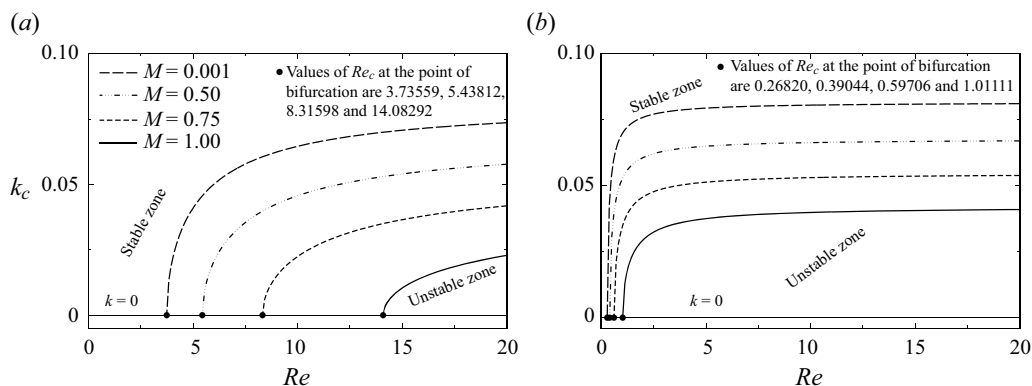 (a)
0.10
M = 0.001
M = 0.50
M = 0.75
M = 1.00
Values of Re_c at the point of
bifurcation are 3.73559, 5.43812,
8.31598 and 14.08292
k_c
0.05
Stable zone
Unstable zone
k = 0
0
0 5 10 15 20
Re
(b)
0.10
Values of Re_c at the point of bifurcation
are 0.26820, 0.39044, 0.59706 and 1.01111
Stable zone
0.05
Unstable zone
k = 0
0
0 5 10 15 20
Re